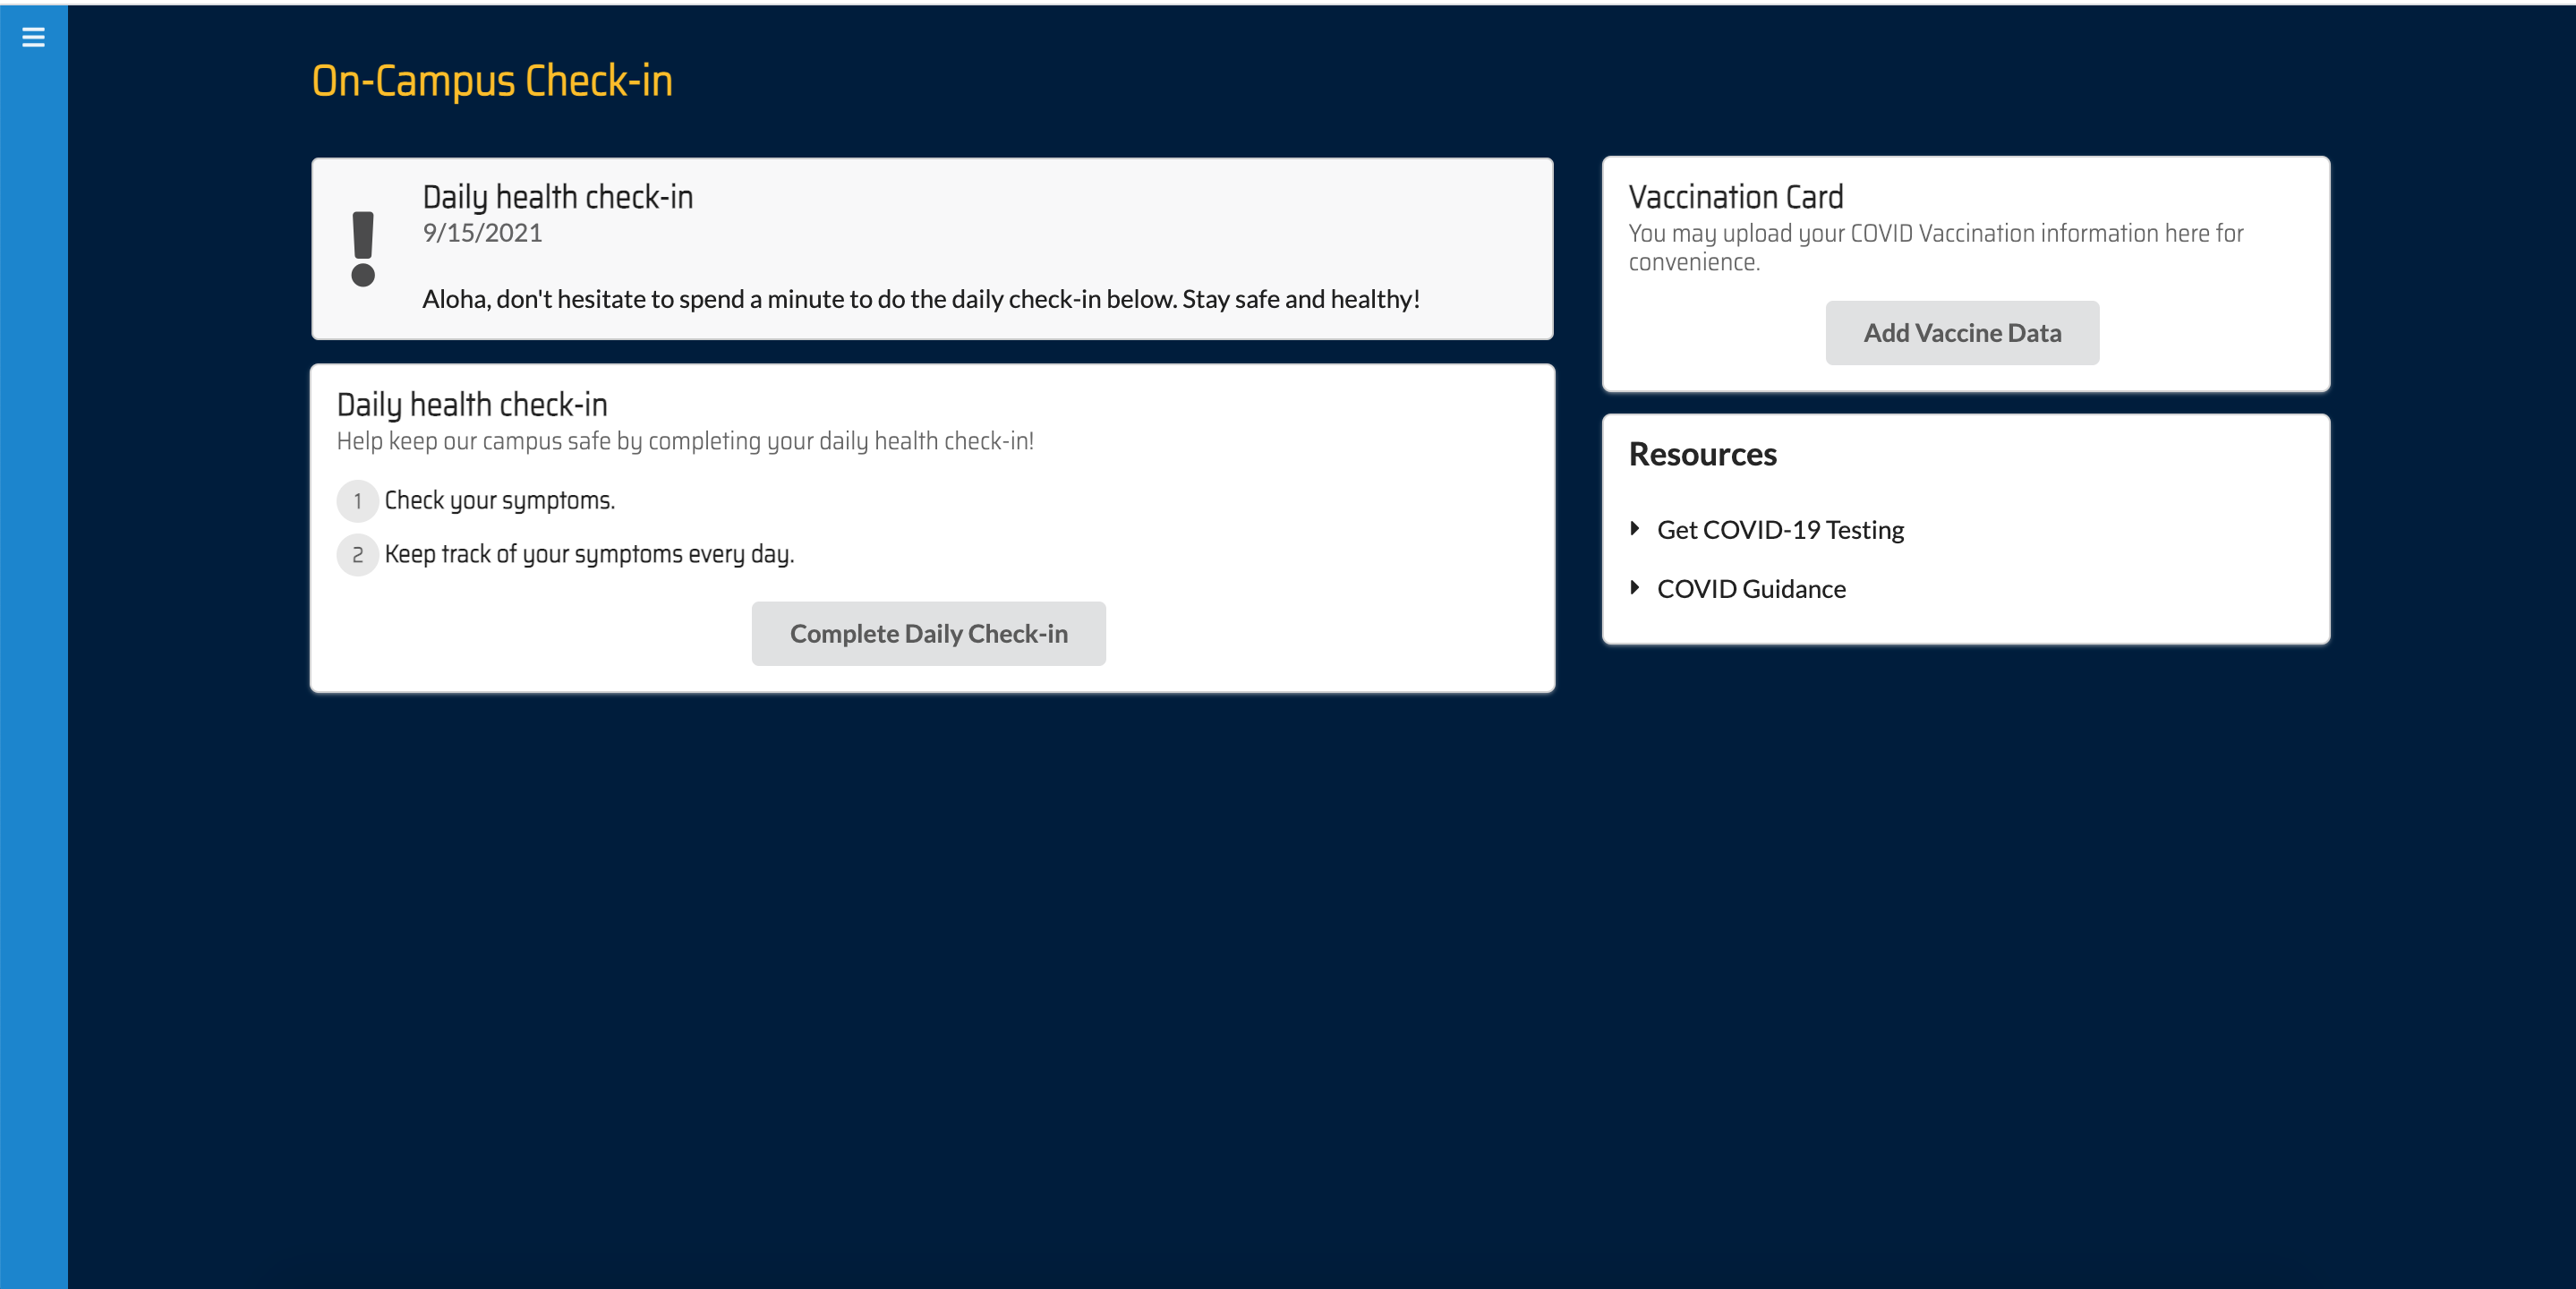 On-Campus Check-in
Daily health check-in
9/15/2021
Aloha, don't hesitate to spend a minute to do the daily check-in below. Stay safe and healthy!
Daily health check-in
Help keep our campus safe by completing your daily health check-in!
1 Check your symptoms.
2 Keep track of your symptoms every day.
Complete Daily Check-in
Vaccination Card
You may upload your COVID Vaccination information here for
convenience.
Add Vaccine Data
Resources
Get COVID-19 Testing
COVID Guidance